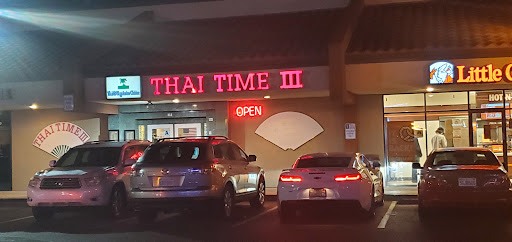 THAI TIME III
OPEN
THAI TIME III
Little C
HOT-N-